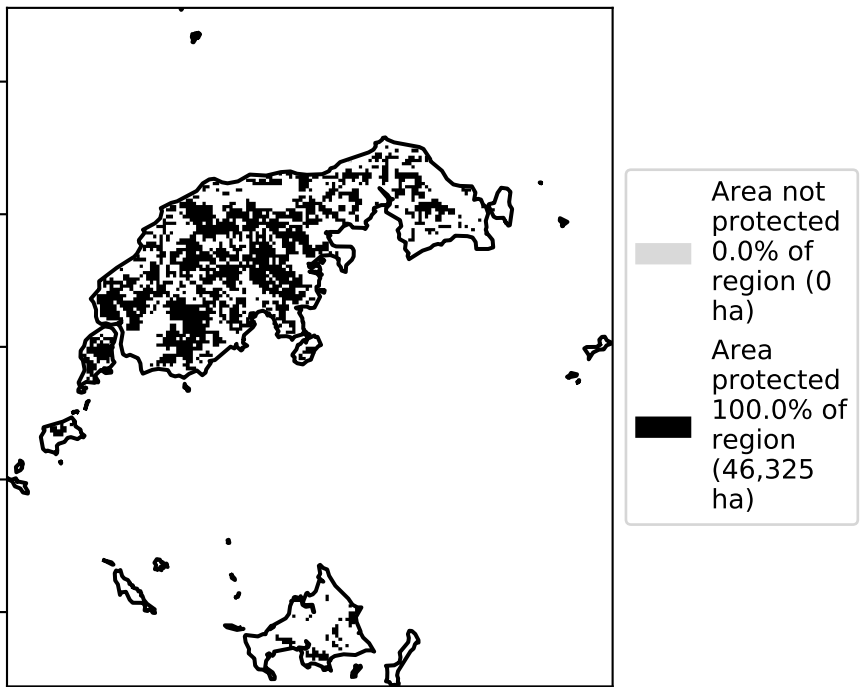 Area not
protected
0.0% of
region (0
ha)
Area
protected
100.0% of
region
(46,325
ha)